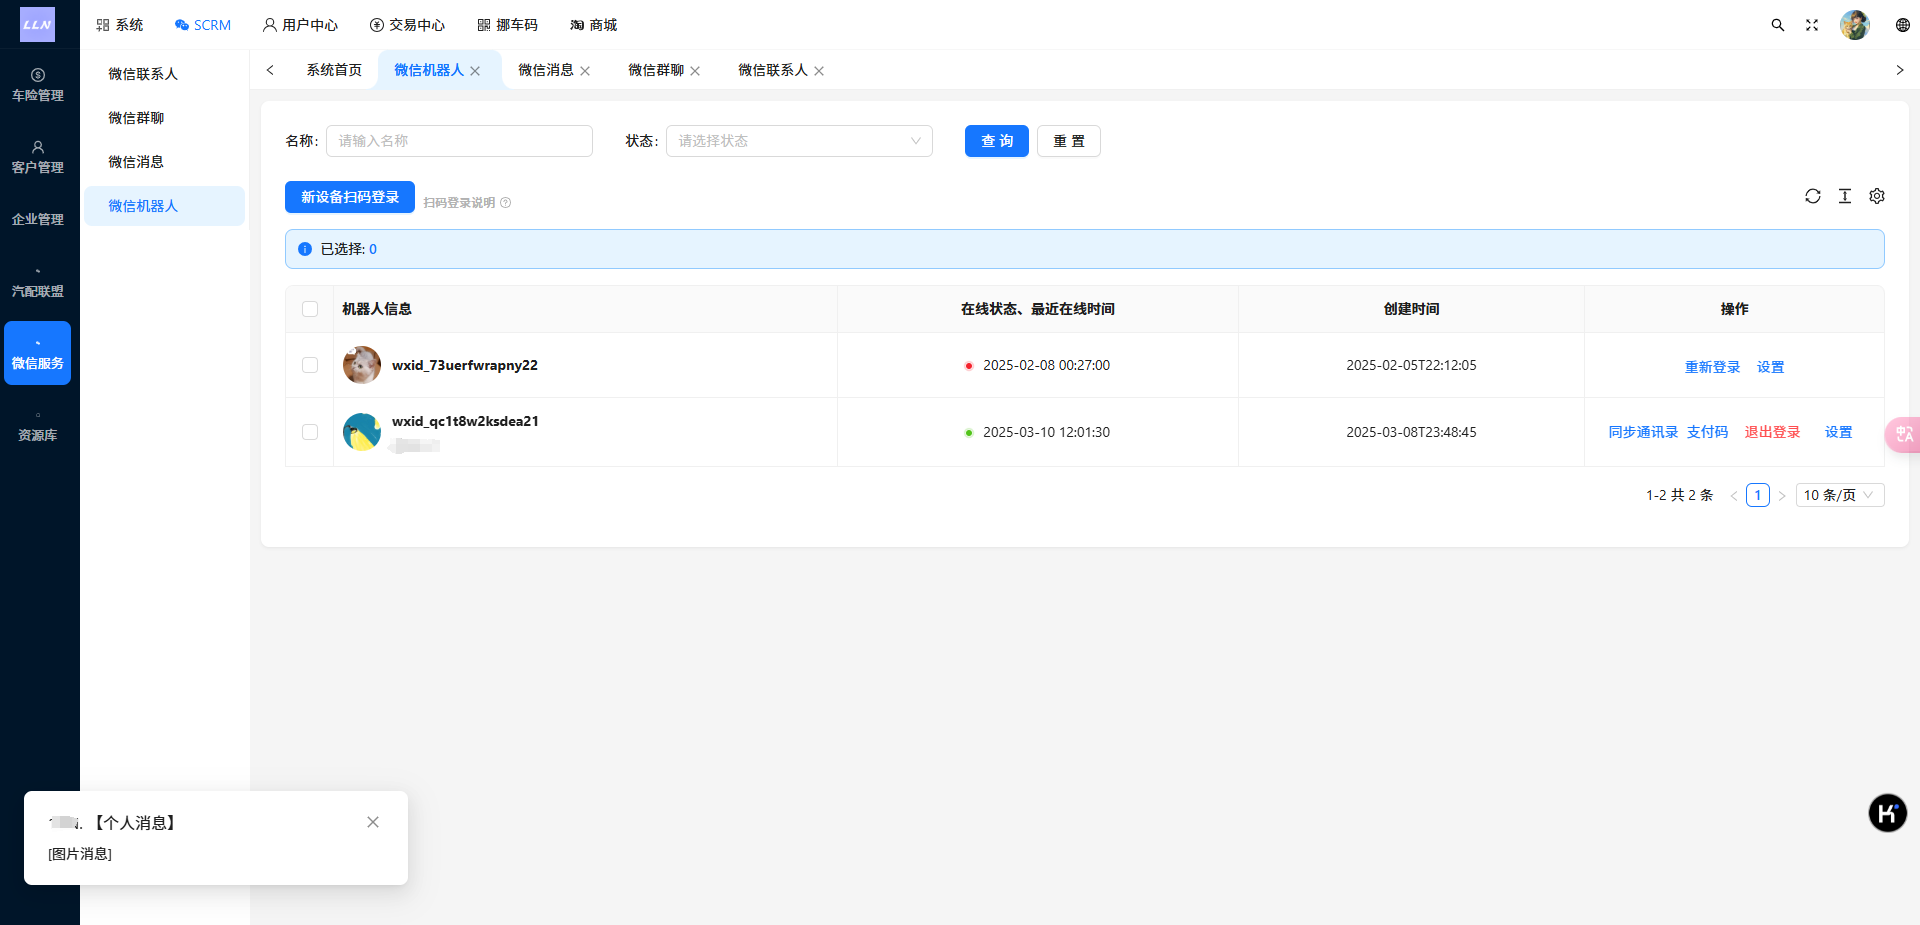 LLN
系统
SCRM
用户中心
交易中心
挪车码
商城
车险管理
客户管理
企业管理
汽配联盟
微信服务
资源库
微信联系人
微信群聊
微信消息
微信机器人
系统首页
微信机器人
微信消息
微信群聊
微信联系人
名称:
请输入名称
状态:
请选择状态
查 询
重 置
新设备扫码登录
扫码登录说明
已选择: 0
机器人信息
在线状态、最近在线时间
创建时间
操作
wxid_73uerfwrapny22
2025-02-08 00:27:00
2025-02-05T22:12:05
重新登录 设置
wxid_qc1t8w2ksdea21
2025-03-10 12:01:30
2025-03-08T23:48:45
同步通讯录 支付码 退出登录 设置
1-2 共 2 条
1
10 条/页
【个人消息】
[图片消息]